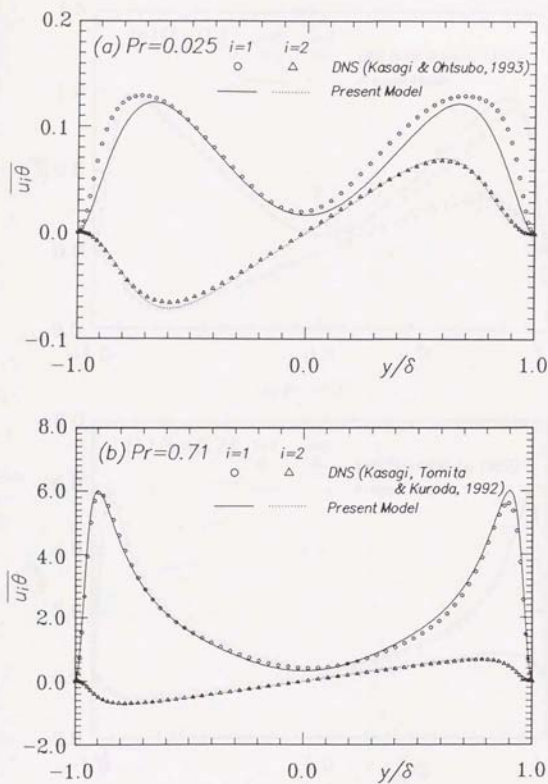 0.2
(a) Pr=0.025 i=1 i=2
○ △ DNS (Kasagi & Ohtsubo, 1993)
Present Model
0.1
u̅i̅θ̅
0.0
−0.1
−1.0 0.0 y/δ 1.0
8.0
(b) Pr=0.71 i=1 i=2
○ △ DNS (Kasagi, Tomita
& Kuroda, 1992)
6.0
Present Model
4.0
u̅i̅θ̅
2.0
0.0
−2.0
−1.0 0.0 y/δ 1.0